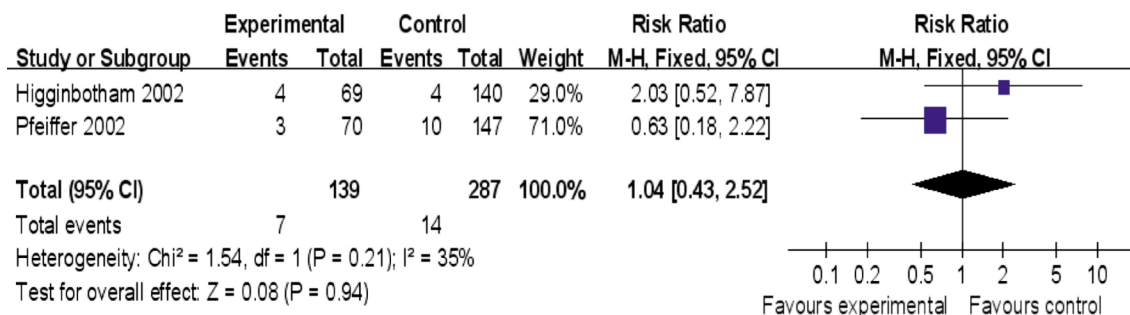 Experimental Control Risk Ratio Risk Ratio
Study or Subgroup Events Total Events Total Weight M-H, Fixed, 95% CI M-H, Fixed, 95% CI
Higginbotham 2002 4 69 4 140 29.0% 2.03 [0.52, 7.87]
Pfeiffer 2002 3 70 10 147 71.0% 0.63 [0.18, 2.22]
Total (95% CI) 139 287 100.0% 1.04 [0.43, 2.52]
Total events 7 14
Heterogeneity: Chi² = 1.54, df = 1 (P = 0.21); I² = 35%
Test for overall effect: Z = 0.08 (P = 0.94)
0.1 0.2 0.5 1 2 5 10
Favours experimental Favours control